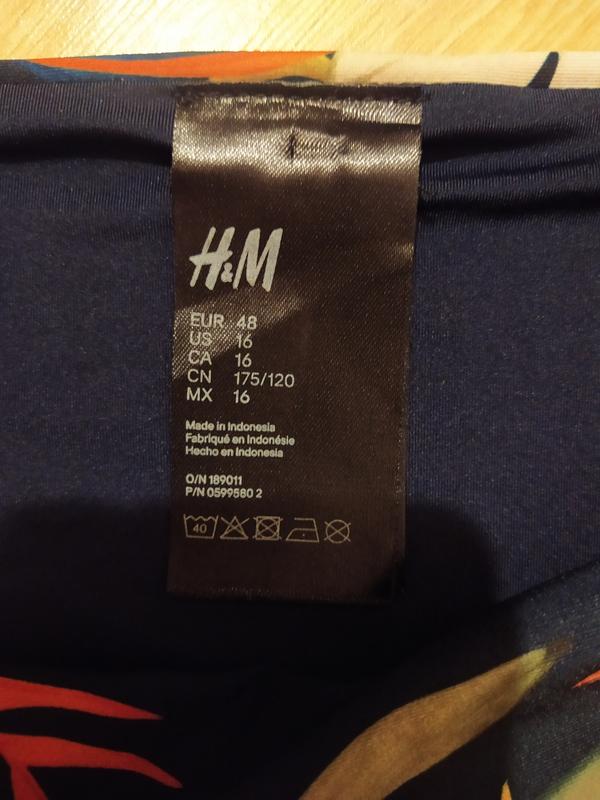 H&M
EUR 48
US 16
CA 16
CN 175/120
MX 16
Made in Indonesia
Fabriqué en Indonésie
Hecho en Indonesia
O/N 189011
P/N 0599580 2
40